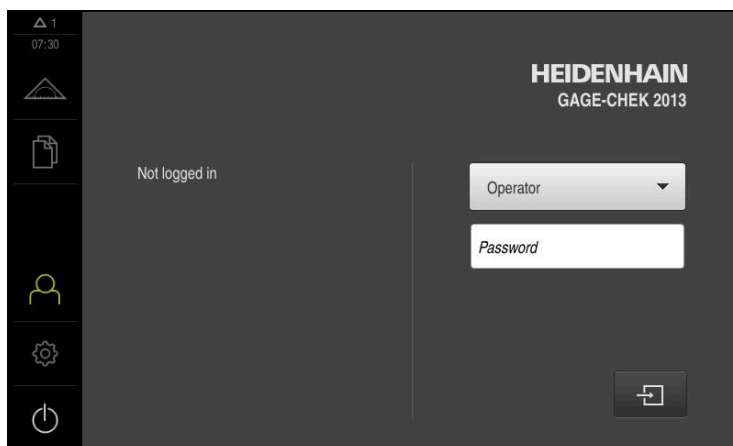 1
07:30
HEIDENHAIN
GAGE-CHEK 2013
Not logged in
Operator
Password